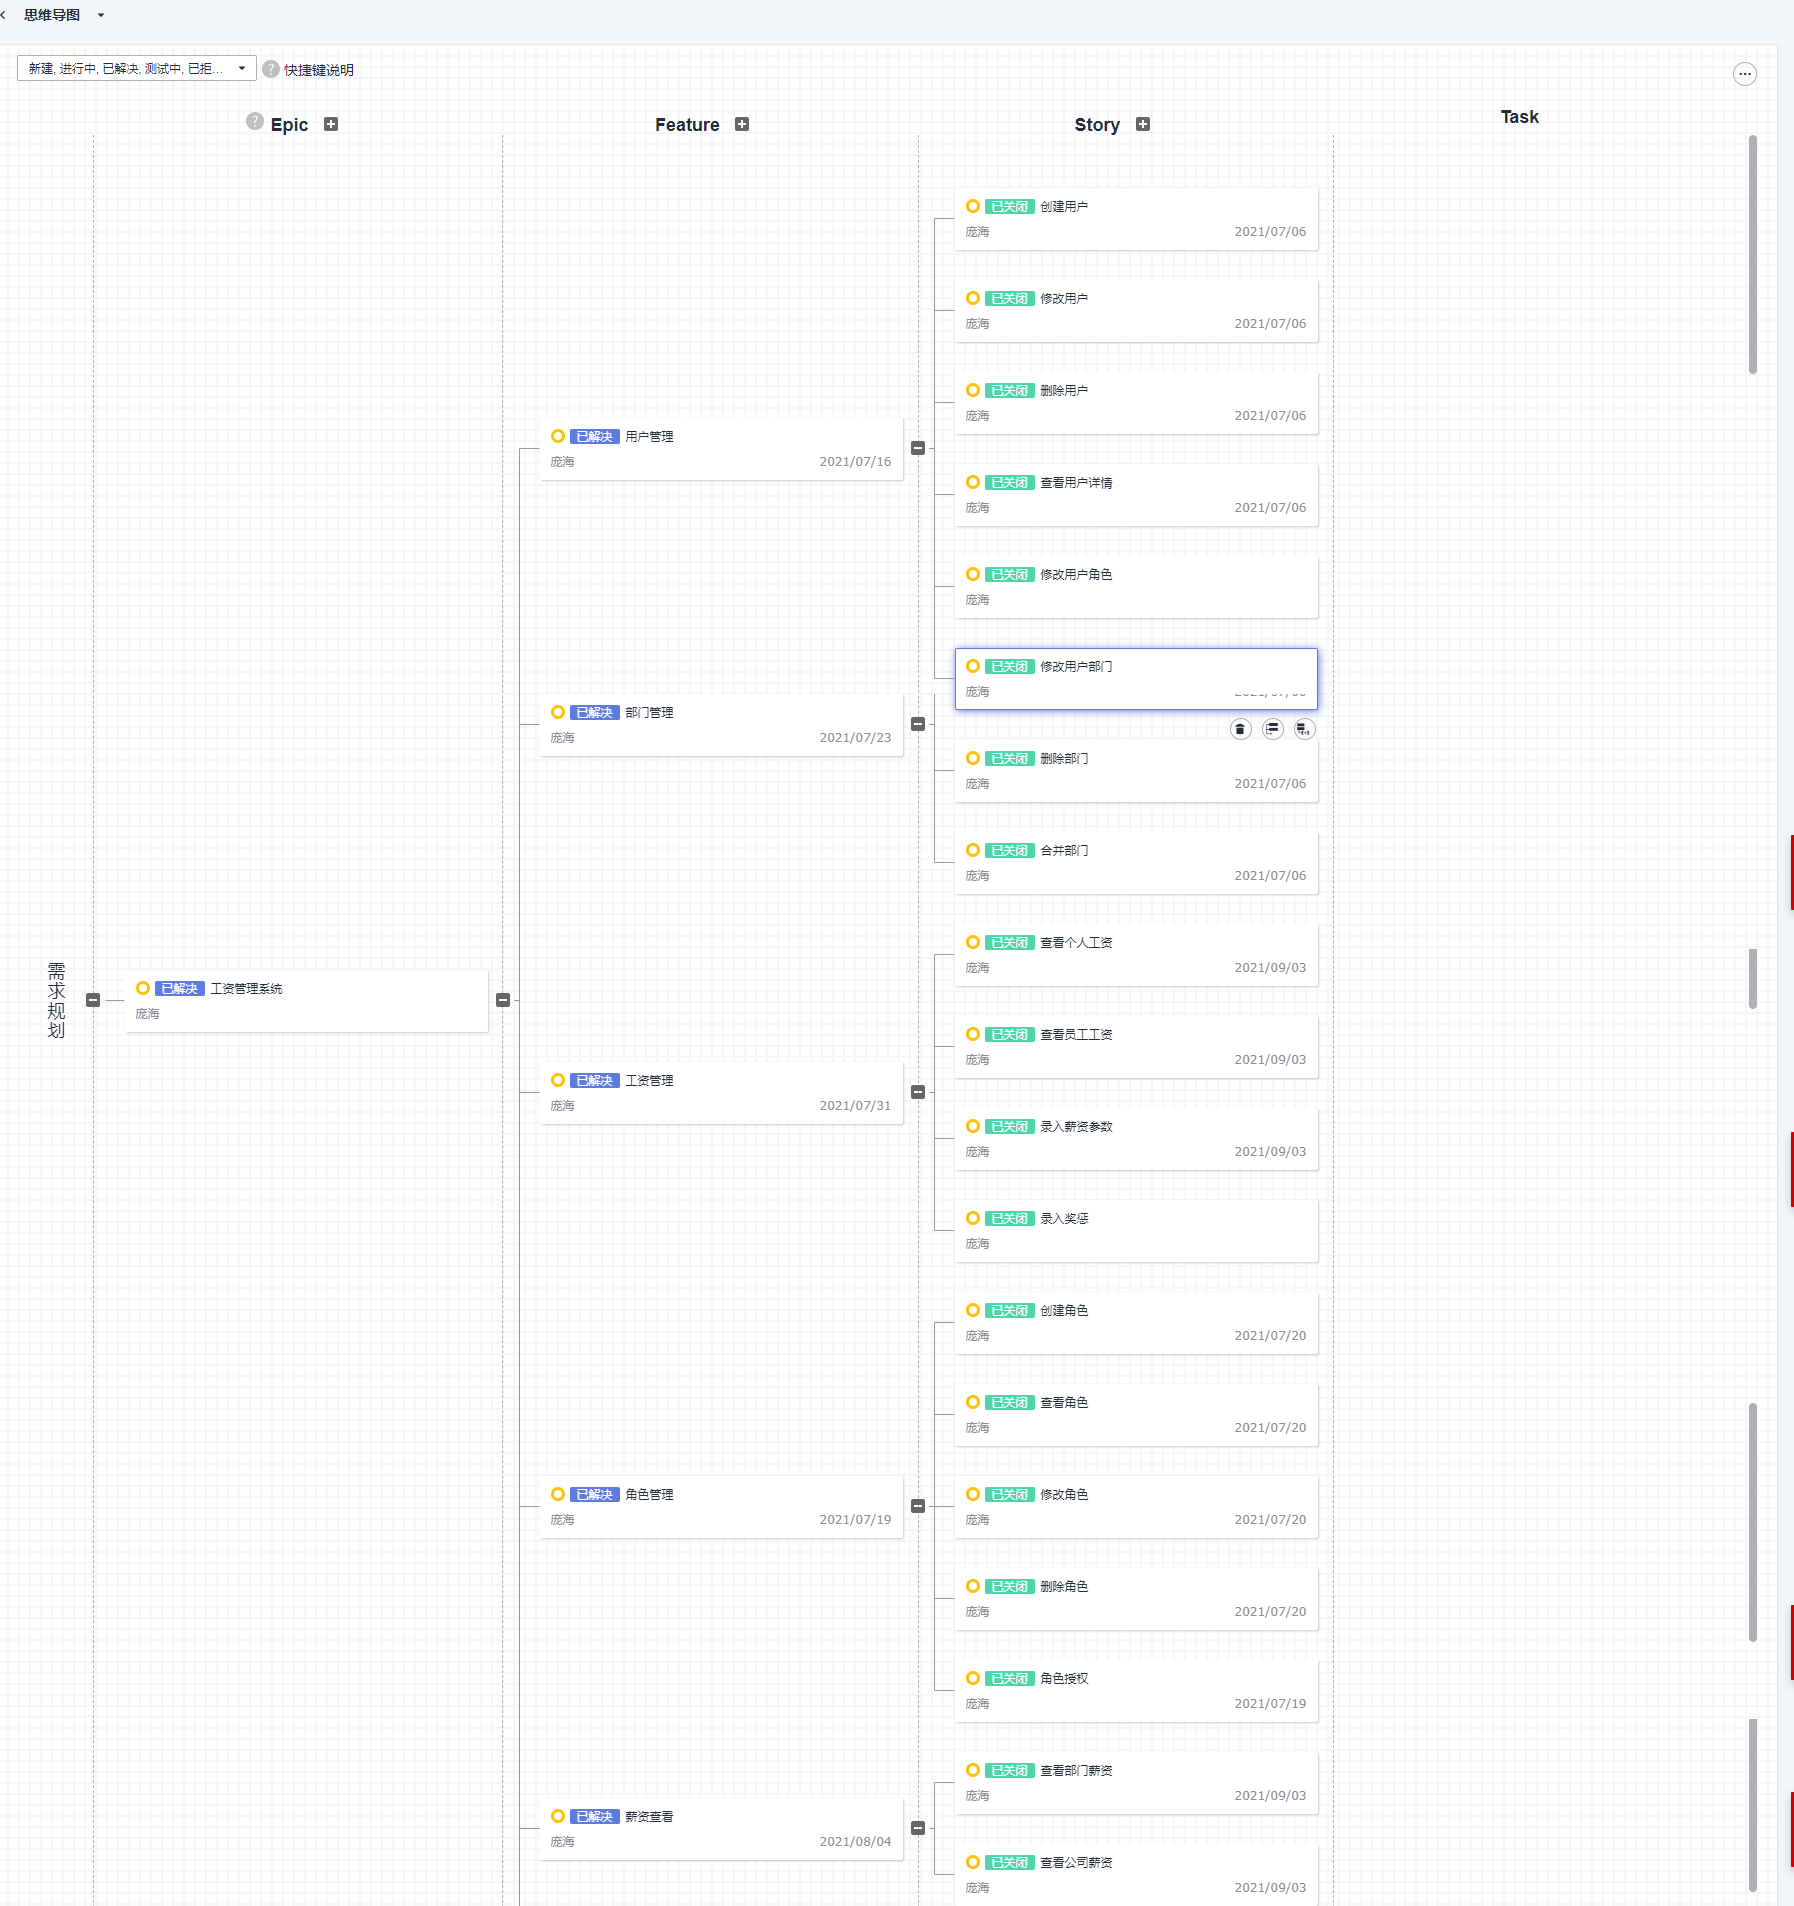 思维导图
新建, 进行中, 已解决, 测试中, 已拒...
? 快捷键说明
? Epic
Feature
Story
Task
已关闭 创建用户
庞海 2021/07/06
已关闭 修改用户
庞海 2021/07/06
已关闭 删除用户
庞海 2021/07/06
已解决 用户管理
庞海 2021/07/16
已关闭 查看用户详情
庞海 2021/07/06
已关闭 修改用户角色
庞海
已关闭 修改用户部门
庞海
已解决 部门管理
庞海 2021/07/23
已关闭 删除部门
庞海 2021/07/06
已关闭 合并部门
庞海 2021/07/06
已关闭 查看个人工资
庞海 2021/09/03
需求规划
已解决 工资管理系统
庞海
已关闭 查看员工工资
庞海 2021/09/03
已解决 工资管理
庞海 2021/07/31
已关闭 录入薪资参数
庞海 2021/09/03
已关闭 录入奖惩
庞海
已关闭 创建角色
庞海 2021/07/20
已关闭 查看角色
庞海 2021/07/20
已解决 角色管理
庞海 2021/07/19
已关闭 修改角色
庞海 2021/07/20
已关闭 删除角色
庞海 2021/07/20
已关闭 角色授权
庞海 2021/07/19
已关闭 查看部门薪资
庞海 2021/09/03
已解决 薪资查看
庞海 2021/08/04
已关闭 查看公司薪资
庞海 2021/09/03